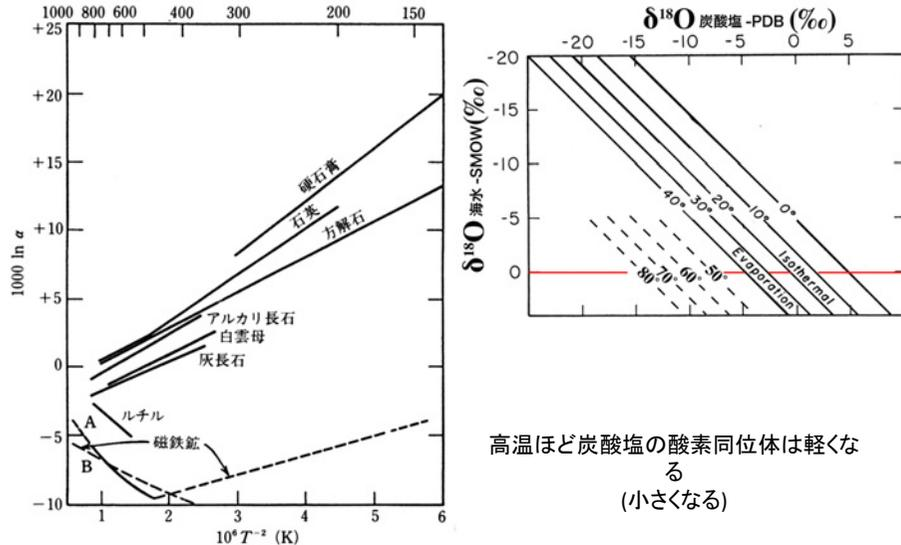 1000 800 600 400 300 200 150
+25
+20
+15
+10
+5
0
−5
−10
1000 ln α
硬石膏
石英
方解石
アルカリ長石
白雲母
灰長石
ルチル
磁鉄鉱
A
B
1 2 3 4 5 6
10⁶T⁻² (K)
δ¹⁸O 炭酸塩-PDB (‰)
-20 -15 -10 -5 0 5
δ¹⁸O 海水-SMOW(‰)
-20
-15
-10
-5
0
40° 30° 20° 10° 0°
80° 70° 60° 50°
Evaporation
Isothermal
高温ほど炭酸塩の酸素同位体は軽くな
る
(小さくなる)